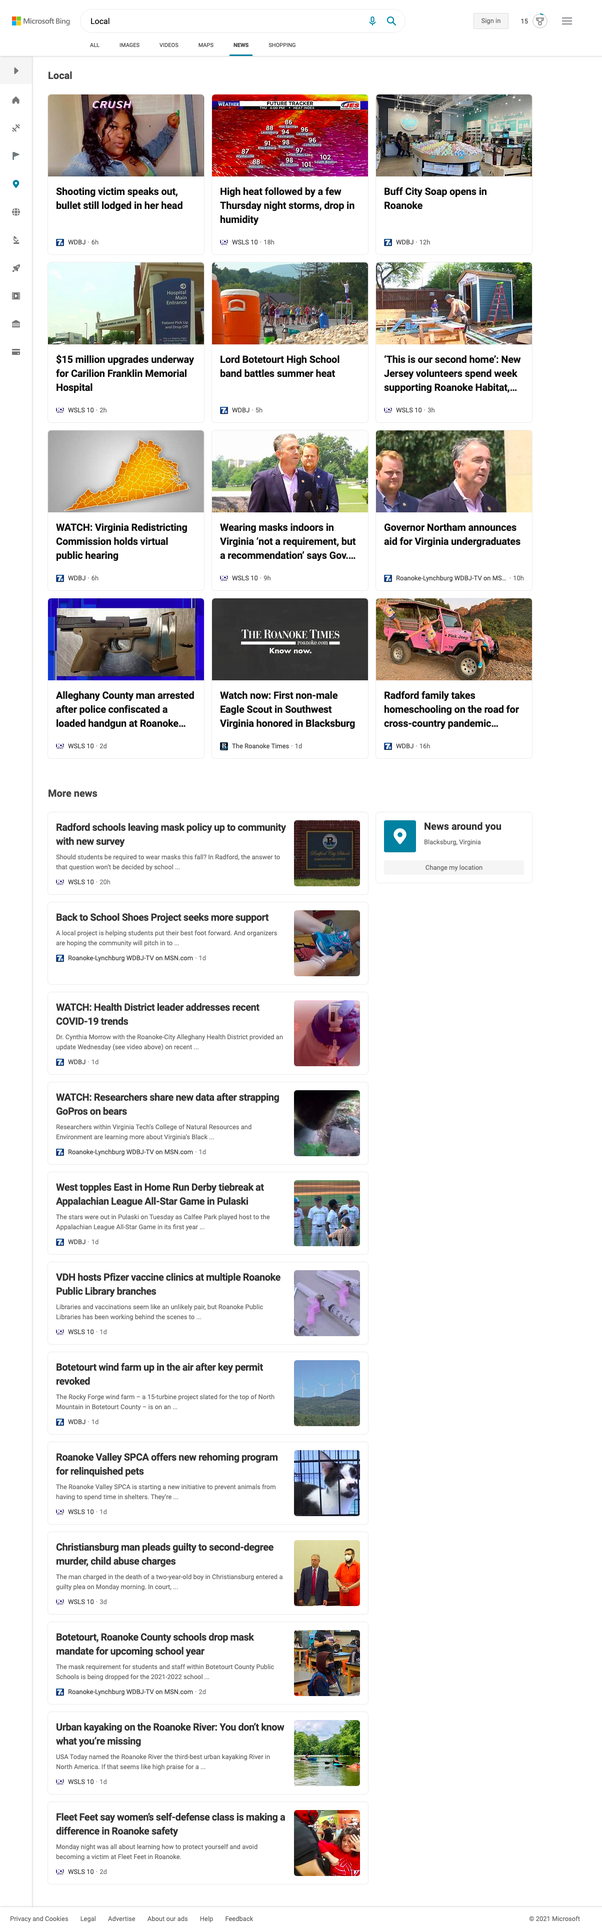 Microsoft Bing
Local
Sign in
15
ALL
IMAGES
VIDEOS
MAPS
NEWS
SHOPPING
Local
CRUSH
WEATHER
FUTURE TRACKER
Hospital
Main
Entrance
Shooting victim speaks out,
bullet still lodged in her head
WDBJ · 6h
High heat followed by a few
Thursday night storms, drop in
humidity
WSLS 10 · 18h
Buff City Soap opens in
Roanoke
WDBJ · 12h
$15 million upgrades underway
for Carilion Franklin Memorial
Hospital
WSLS 10 · 2h
Lord Botetourt High School
band battles summer heat
WDBJ · 5h
'This is our second home': New
Jersey volunteers spend week
supporting Roanoke Habitat,...
WSLS 10 · 3h
WATCH: Virginia Redistricting
Commission holds virtual
public hearing
WDBJ · 6h
Wearing masks indoors in
Virginia 'not a requirement, but
a recommendation' says Gov....
WSLS 10 · 9h
Governor Northam announces
aid for Virginia undergraduates
Roanoke-Lynchburg WDBJ-TV on MS... · 10h
THE ROANOKE TIMES
roanoke.com
Know now.
Alleghany County man arrested
after police confiscated a
loaded handgun at Roanoke...
WSLS 10 · 2d
Watch now: First non-male
Eagle Scout in Southwest
Virginia honored in Blacksburg
The Roanoke Times · 1d
Radford family takes
homeschooling on the road for
cross-country pandemic...
WDBJ · 16h
More news
Radford schools leaving mask policy up to community
with new survey
Should students be required to wear masks this fall? In Radford, the answer to
that question won't be decided by school ...
WSLS 10 · 20h
News around you
Blacksburg, Virginia
Change my location
Back to School Shoes Project seeks more support
A local project is helping students put their best foot forward. And organizers
are hoping the community will pitch in to ...
Roanoke-Lynchburg WDBJ-TV on MSN.com · 1d
WATCH: Health District leader addresses recent
COVID-19 trends
Dr. Cynthia Morrow with the Roanoke-City Alleghany Health District provided an
update Wednesday (see video above) on recent ...
WDBJ · 1d
WATCH: Researchers share new data after strapping
GoPros on bears
Researchers within Virginia Tech's College of Natural Resources and
Environment are learning more about Virginia's Black ...
Roanoke-Lynchburg WDBJ-TV on MSN.com · 1d
West topples East in Home Run Derby tiebreak at
Appalachian League All-Star Game in Pulaski
The stars were out in Pulaski on Tuesday as Calfee Park played host to the
Appalachian League All-Star Game in its first year ...
WDBJ · 1d
VDH hosts Pfizer vaccine clinics at multiple Roanoke
Public Library branches
Libraries and vaccinations seem like an unlikely pair, but Roanoke Public
Libraries has been working behind the scenes to ...
WSLS 10 · 1d
Botetourt wind farm up in the air after key permit
revoked
The Rocky Forge wind farm – a 15-turbine project slated for the top of North
Mountain in Botetourt County – is on an ...
WDBJ · 1d
Roanoke Valley SPCA offers new rehoming program
for relinquished pets
The Roanoke Valley SPCA is starting a new initiative to prevent animals from
having to spend time in shelters. They're ...
WSLS 10 · 1d
Christiansburg man pleads guilty to second-degree
murder, child abuse charges
The man charged in the death of a two-year-old boy in Christiansburg entered a
guilty plea on Monday morning. In court, ...
WSLS 10 · 3d
Botetourt, Roanoke County schools drop mask
mandate for upcoming school year
The mask requirement for students and staff within Botetourt County Public
Schools is being dropped for the 2021-2022 school ...
Roanoke-Lynchburg WDBJ-TV on MSN.com · 2d
Urban kayaking on the Roanoke River: You don't know
what you're missing
USA Today named the Roanoke River the third-best urban kayaking River in
North America. If that seems like high praise for a ...
WSLS 10 · 1d
Fleet Feet say women's self-defense class is making a
difference in Roanoke safety
Monday night was all about learning how to protect yourself and avoid
becoming a victim at Fleet Feet in Roanoke.
WSLS 10 · 2d
Privacy and Cookies
Legal
Advertise
About our ads
Help
Feedback
© 2021 Microsoft